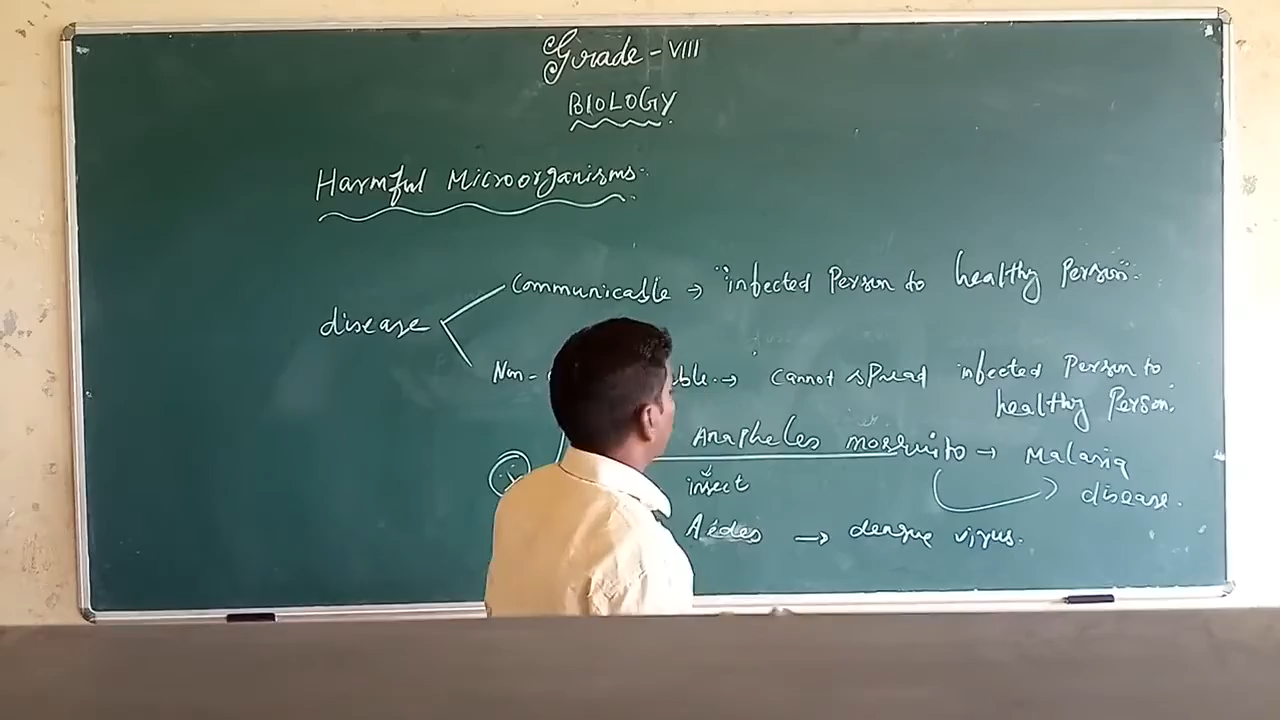 Grade - VIII
BIOLOGY
Harmful Microorganisms.
disease
Communicable → "infected Person to healthy Person".
Non- → cannot spread infected Person to
healthy Person.
Anapheles mosquito → Malaria
insect
disease.
Aedes → dengue virus.